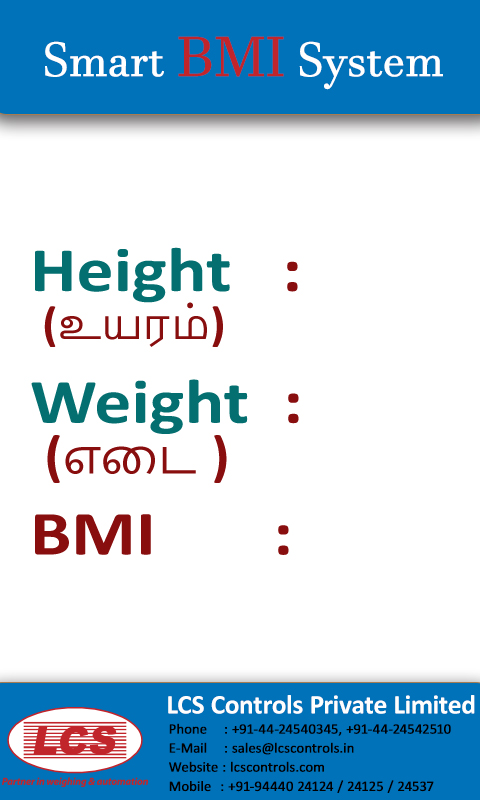 Smart BMI System
Height :
(உயரம்)
Weight :
(எடை )
BMI :
LCS Controls Private Limited
Phone : +91-44-24540345, +91-44-24542510
E-Mail : sales@lcscontrols.in
Website : lcscontrols.com
Mobile : +91-94440 24124 / 24125 / 24537
LCS
Partner in weighing & automation